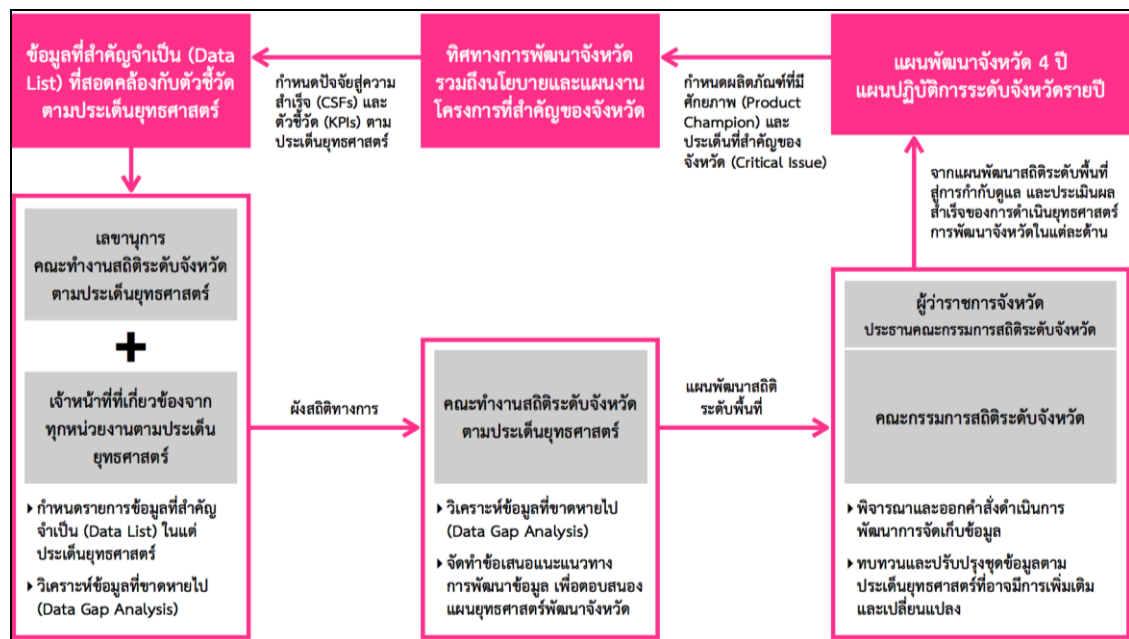 ข้อมูลที่สำคัญจำเป็น (Data
List) ที่สอดคล้องกับตัวชี้วัด
ตามประเด็นยุทธศาสตร์
กำหนดปัจจัยสู่ความ
สำเร็จ (CSFs) และ
ตัวชี้วัด (KPIs) ตาม
ประเด็นยุทธศาสตร์
ทิศทางการพัฒนาจังหวัด
รวมถึงนโยบายและแผนงาน
โครงการที่สำคัญของจังหวัด
กำหนดผลิตภัณฑ์ที่มี
ศักยภาพ (Product
Champion) และ
ประเด็นที่สำคัญของ
จังหวัด (Critical Issue)
แผนพัฒนาจังหวัด 4 ปี
แผนปฏิบัติการระดับจังหวัดรายปี
จากแผนพัฒนาสถิติระดับพื้นที่
สู่การกำกับดูแล และประเมินผล
สำเร็จของการดำเนินยุทธศาสตร์
การพัฒนาจังหวัดในแต่ละด้าน
เลขานุการ
คณะทำงานสถิติระดับจังหวัด
ตามประเด็นยุทธศาสตร์
+
เจ้าหน้าที่ที่เกี่ยวข้องจาก
ทุกหน่วยงานตามประเด็น
ยุทธศาสตร์
กำหนดรายการข้อมูลที่สำคัญ
จำเป็น (Data List) ในแต่
ประเด็นยุทธศาสตร์
วิเคราะห์ข้อมูลที่ขาดหายไป
(Data Gap Analysis)
ผังสถิติทางการ
คณะทำงานสถิติระดับจังหวัด
ตามประเด็นยุทธศาสตร์
วิเคราะห์ข้อมูลที่ขาดหายไป
(Data Gap Analysis)
จัดทำข้อเสนอแนะแนวทาง
การพัฒนาข้อมูล เพื่อตอบสนอง
แผนยุทธศาสตร์พัฒนาจังหวัด
แผนพัฒนาสถิติ
ระดับพื้นที่
ผู้ว่าราชการจังหวัด
ประธานคณะกรรมการสถิติระดับจังหวัด
คณะกรรมการสถิติระดับจังหวัด
พิจารณาและออกคำสั่งดำเนินการ
พัฒนาการจัดเก็บข้อมูล
ทบทวนและปรับปรุงชุดข้อมูลตาม
ประเด็นยุทธศาสตร์ที่อาจมีการเพิ่มเติม
และเปลี่ยนแปลง